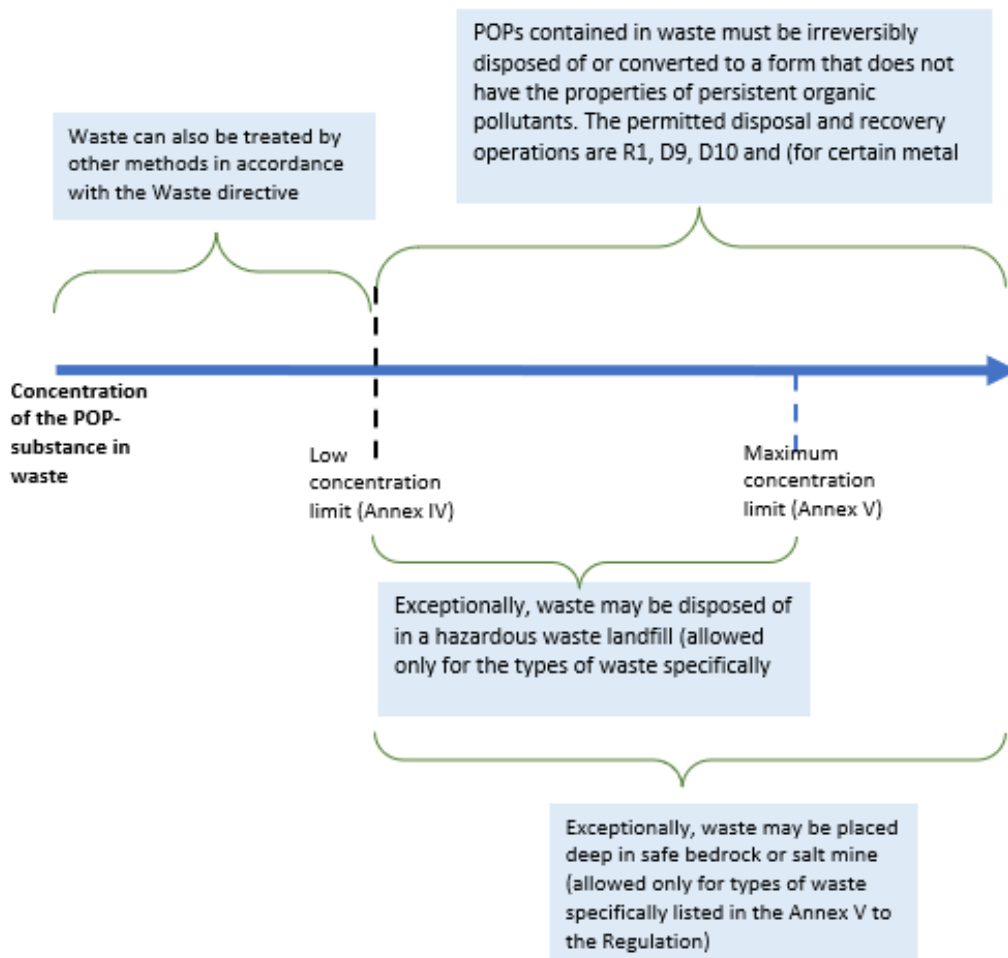 POPs contained in waste must be irreversibly
disposed of or converted to a form that does not
have the properties of persistent organic
pollutants. The permitted disposal and recovery
operations are R1, D9, D10 and (for certain metal
Waste can also be treated by
other methods in accordance
with the Waste directive
Concentration
of the POP-
substance in
waste
Low
concentration
limit (Annex IV)
Maximum
concentration
limit (Annex V)
Exceptionally, waste may be disposed of
in a hazardous waste landfill (allowed
only for the types of waste specifically
Exceptionally, waste may be placed
deep in safe bedrock or salt mine
(allowed only for types of waste
specifically listed in the Annex V to
the Regulation)